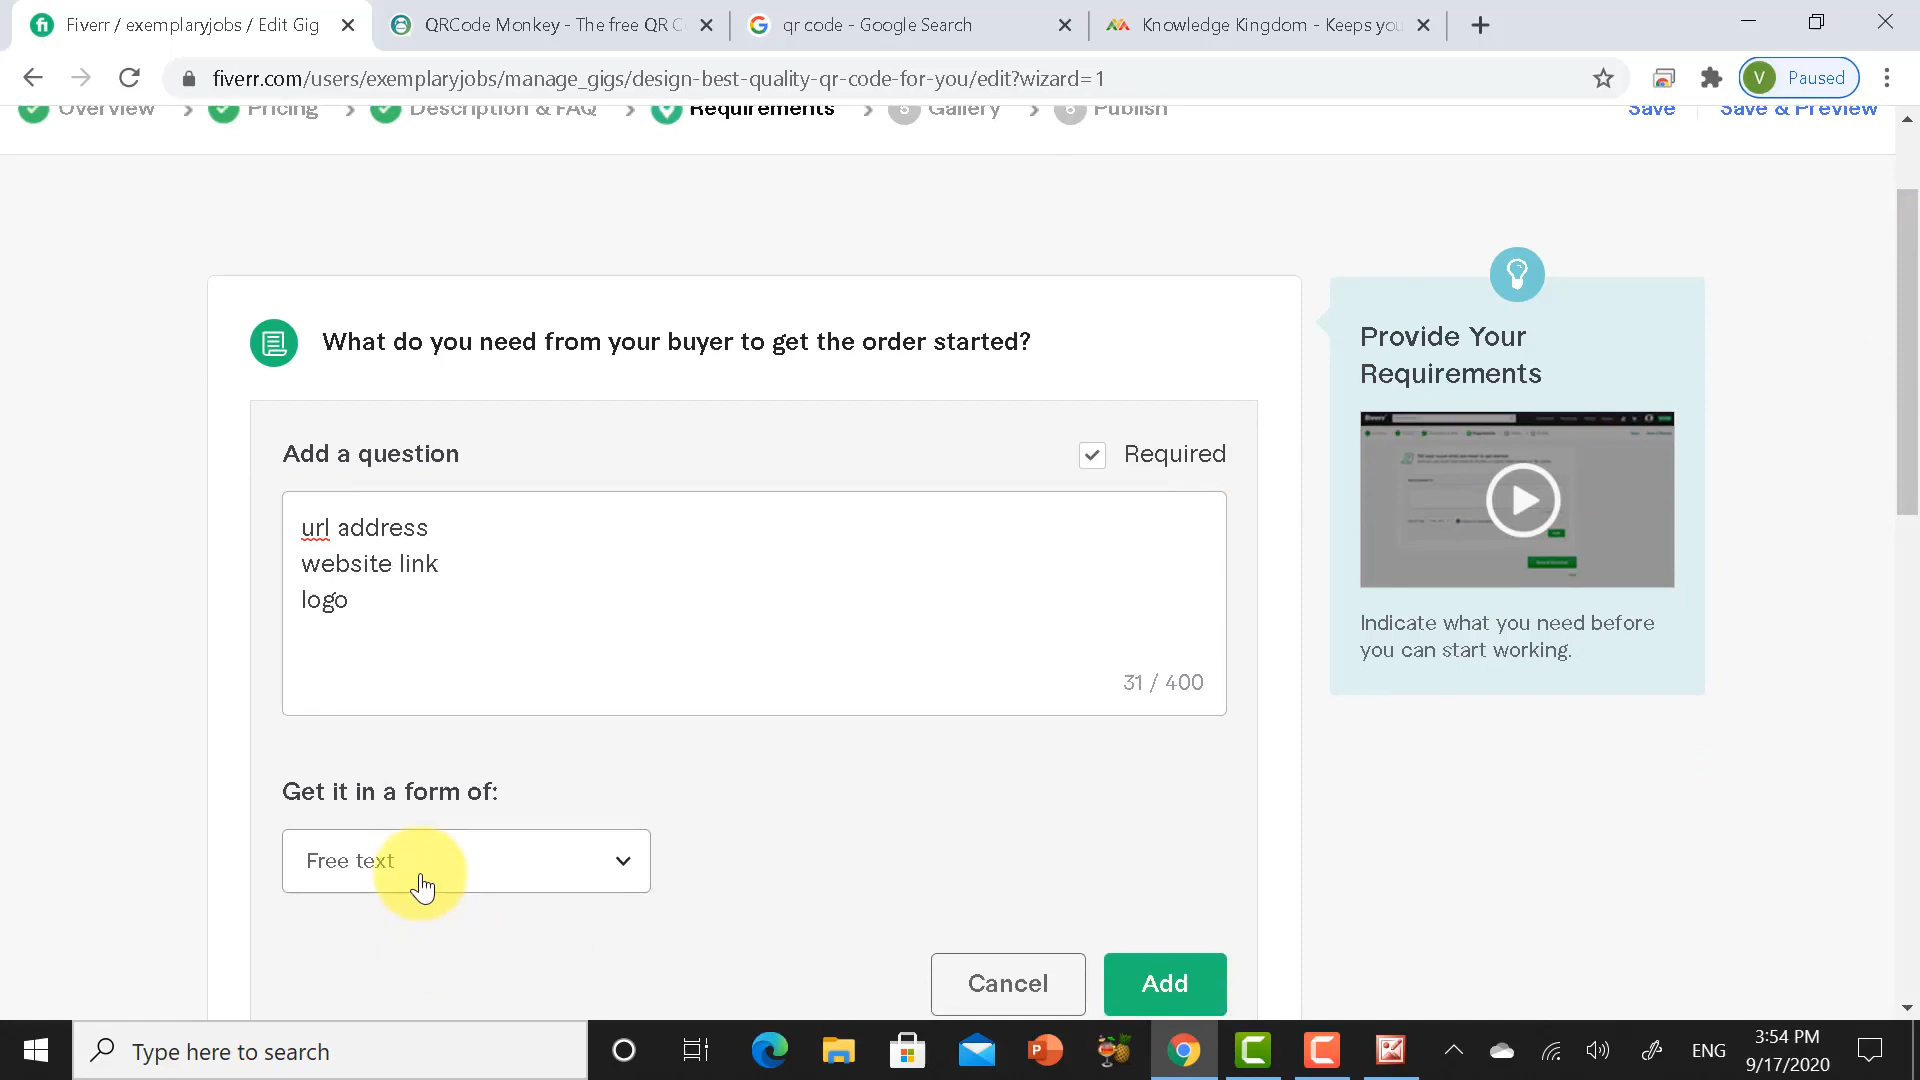 Fiverr / exemplaryjobs / Edit Gig
QRCode Monkey - The free QR C
qr code - Google Search
Knowledge Kingdom - Keeps you
fiverr.com/users/exemplaryjobs/manage_gigs/design-best-quality-qr-code-for-you/edit?wizard=1
V Paused
Overview
Pricing
Description & FAQ
Requirements
5 Gallery
6 Publish
Save
Save & Preview
What do you need from your buyer to get the order started?
Add a question
Required
url address
website link
logo
31 / 400
Get it in a form of:
Free text
Cancel
Add
Provide Your
Requirements
Indicate what you need before
you can start working.
Type here to search
ENG
3:54 PM
9/17/2020